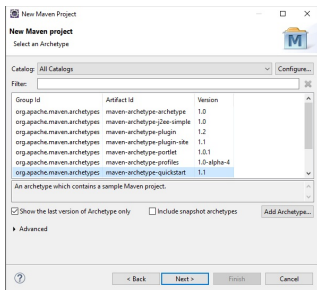 New Maven Project
New Maven project
Select an Archetype
M
Catalog: All Catalogs Configure...
Filter:
Group Id Artifact Id Version
org.apache.maven.archetypes maven-archetype-archetype 1.0
org.apache.maven.archetypes maven-archetype-j2ee-simple 1.0
org.apache.maven.archetypes maven-archetype-plugin 1.2
org.apache.maven.archetypes maven-archetype-plugin-site 1.1
org.apache.maven.archetypes maven-archetype-portlet 1.0.1
org.apache.maven.archetypes maven-archetype-profiles 1.0-alpha-4
org.apache.maven.archetypes maven-archetype-quickstart 1.1
An archetype which contains a sample Maven project.
Show the last version of Archetype only Include snapshot archetypes Add Archetype...
Advanced
? < Back Next > Finish Cancel